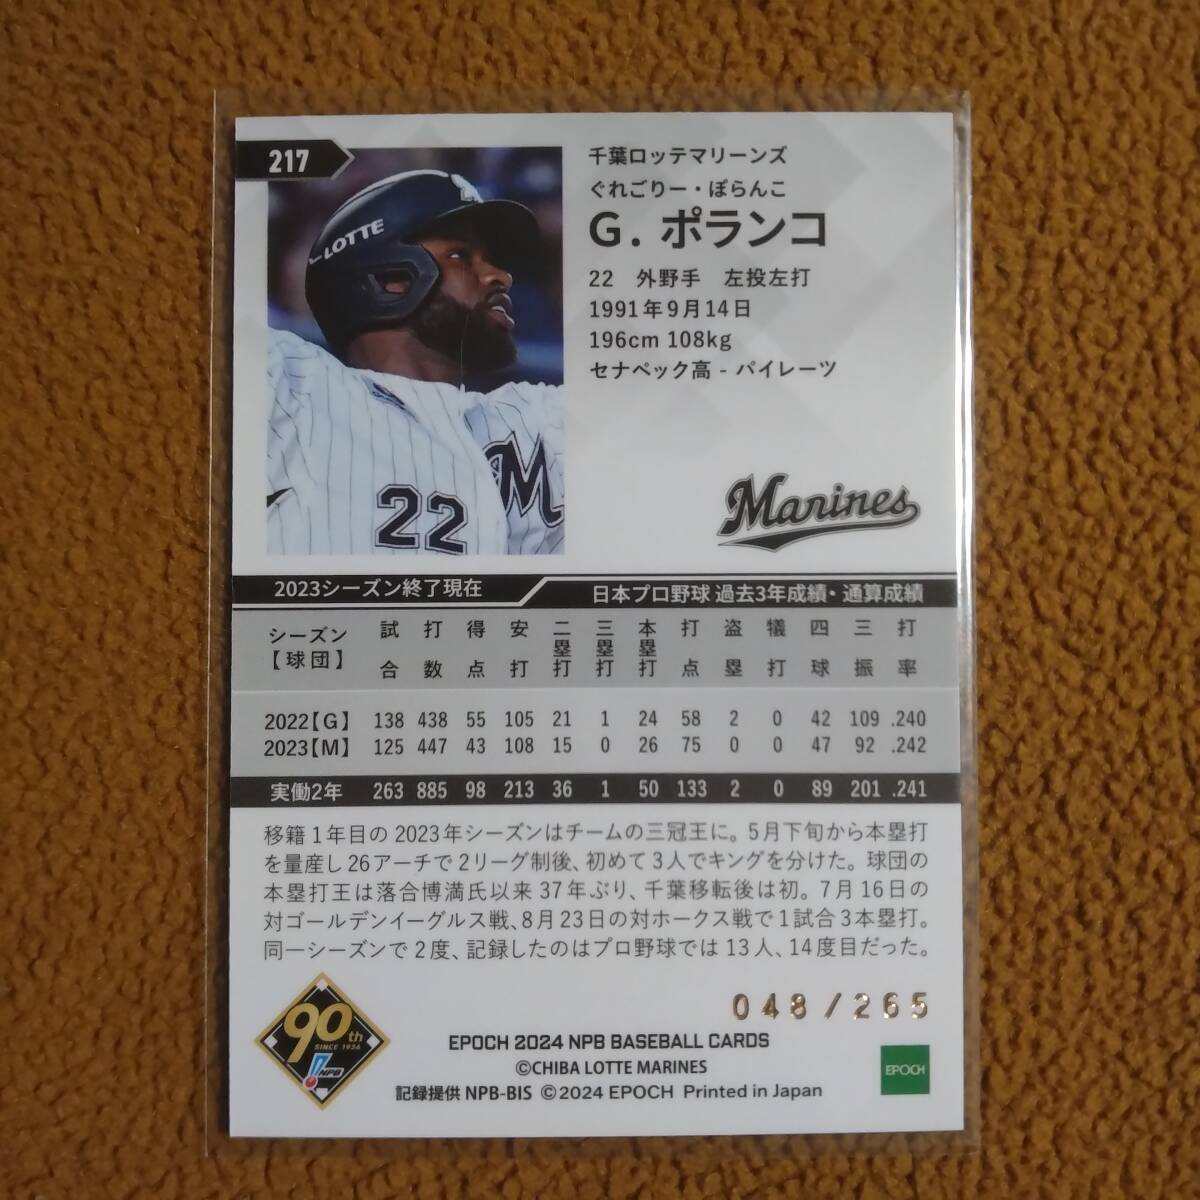 217
LOTTE
22
M
千葉ロッテマリーンズ
ぐれごりー・ぽらんこ
G. ポランコ
22 外野手 左投左打
1991年9月14日
196cm 108kg
セナペック高 - パイレーツ
Marines
2023シーズン終了現在
日本プロ野球 過去3年成績・通算成績
シーズン【球団】 試合 打数 得点 安打 二塁打 三塁打 本塁打 打点 盗塁 犠打 四球 三振 打率
2022【G】 138 438 55 105 21 1 24 58 2 0 42 109 .240
2023【M】 125 447 43 108 15 0 26 75 0 0 47 92 .242
実働2年 263 885 98 213 36 1 50 133 2 0 89 201 .241
移籍1年目の2023年シーズンはチームの三冠王に。5月下旬から本塁打
を量産し26アーチで2リーグ制後、初めて3人でキングを分けた。球団の
本塁打王は落合博満氏以来37年ぶり、千葉移転後は初。7月16日の
対ゴールデンイーグルス戦、8月23日の対ホークス戦で1試合3本塁打。
同一シーズンで2度、記録したのはプロ野球では13人、14度目だった。
048/265
90th
SINCE 1934
NPB
EPOCH 2024 NPB BASEBALL CARDS
©CHIBA LOTTE MARINES
記録提供 NPB-BIS ©2024 EPOCH Printed in Japan
EPOCH